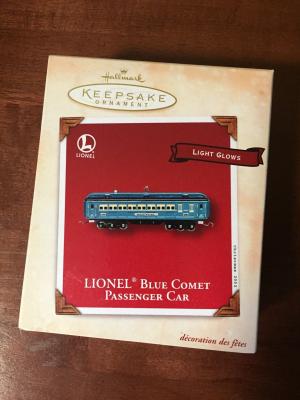 Hallmark
KEEPSAKE
ORNAMENT
LIGHT GLOWS
L
LIONEL
LIONEL® BLUE COMET
PASSENGER CAR
décoration des fêtes